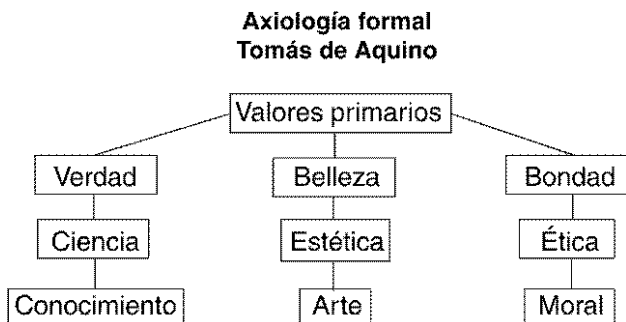 Axiología formal
Tomás de Aquino
Valores primarios
Verdad Belleza Bondad
Ciencia Estética Ética
Conocimiento Arte Moral